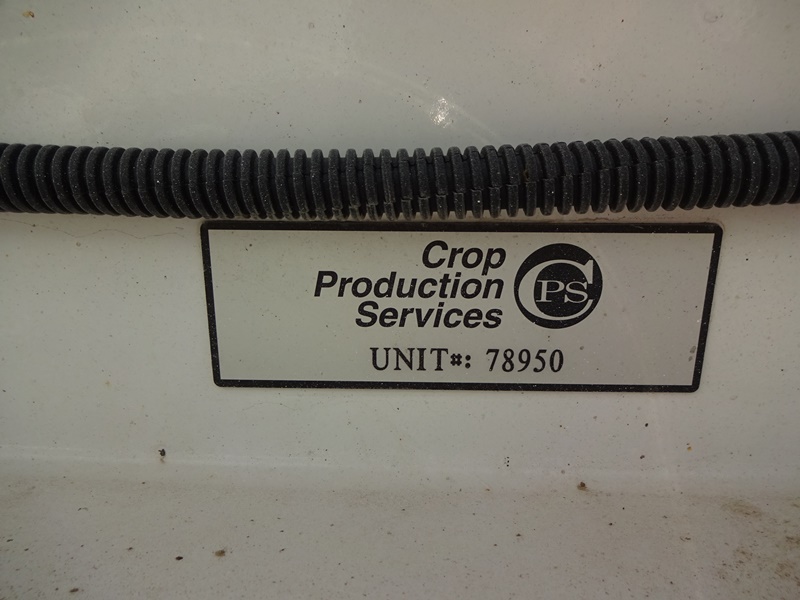 Crop
Production
Services
CPS
UNIT#: 78950